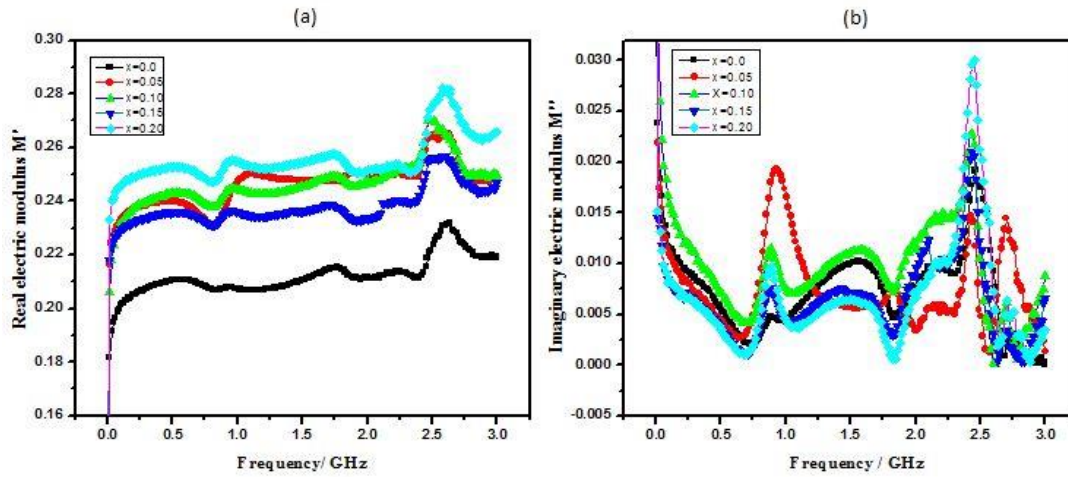 (a)
0.30
0.28
0.26
0.24
0.22
0.20
0.18
0.16
Real electric modulus M'
x=0.0
x=0.05
x=0.10
x=0.15
x=0.20
0.0 0.5 1.0 1.5 2.0 2.5 3.0
Frequency/ GHz
(b)
0.030
0.025
0.020
0.015
0.010
0.005
0.000
-0.005
Imaginary electric modulus M''
x=0.0
x=0.05
X=0.10
X=0.15
x=0.20
0.0 0.5 1.0 1.5 2.0 2.5 3.0
Frequency / GHz